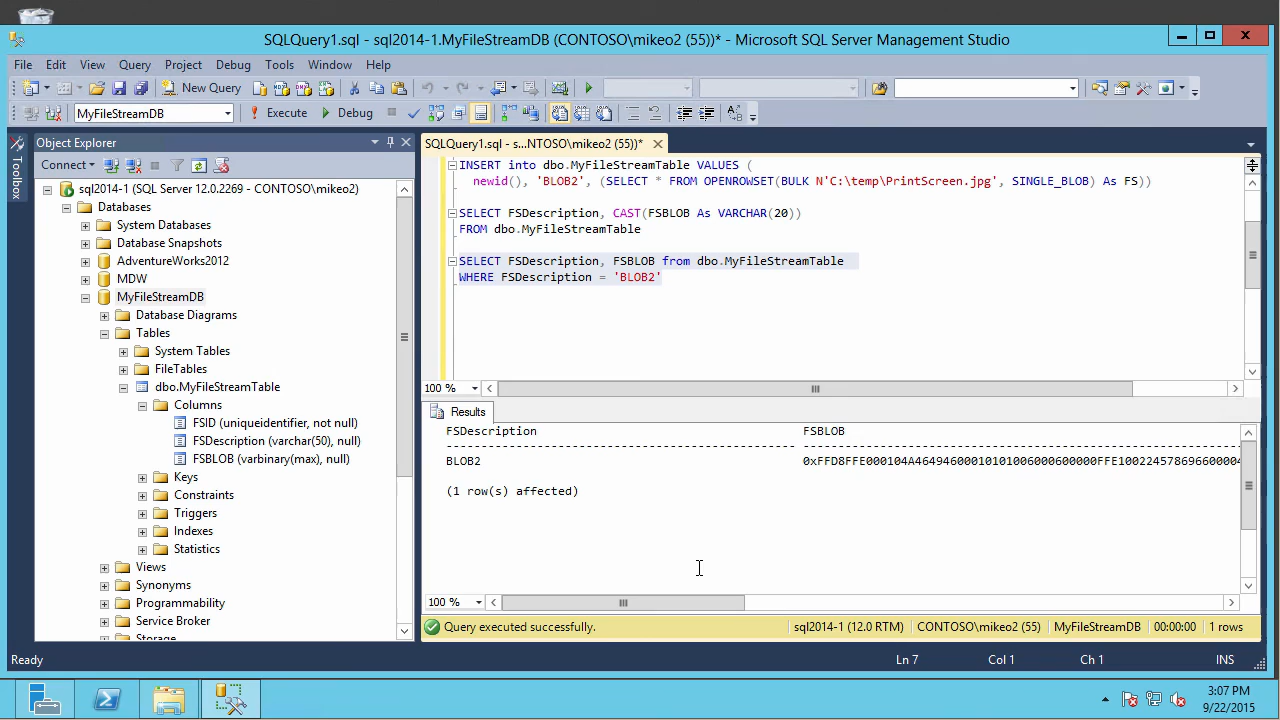 SQLQuery1.sql - sql2014-1.MyFileStreamDB (CONTOSO\mikeo2 (55))* - Microsoft SQL Server Management Studio
File Edit View Query Project Debug Tools Window Help
New Query
MyFileStreamDB Execute Debug
Toolbox
Object Explorer
Connect
sql2014-1 (SQL Server 12.0.2269 - CONTOSO\mikeo2)
Databases
System Databases
Database Snapshots
AdventureWorks2012
MDW
MyFileStreamDB
Database Diagrams
Tables
System Tables
FileTables
dbo.MyFileStreamTable
Columns
FSID (uniqueidentifier, not null)
FSDescription (varchar(50), null)
FSBLOB (varbinary(max), null)
Keys
Constraints
Triggers
Indexes
Statistics
Views
Synonyms
Programmability
Service Broker
Storage
SQLQuery1.sql - s...NTOSO\mikeo2 (55))*
INSERT into dbo.MyFileStreamTable VALUES (
newid(), 'BLOB2', (SELECT * FROM OPENROWSET(BULK N'C:\temp\PrintScreen.jpg', SINGLE_BLOB) As FS))
SELECT FSDescription, CAST(FSBLOB As VARCHAR(20))
FROM dbo.MyFileStreamTable
SELECT FSDescription, FSBLOB from dbo.MyFileStreamTable
WHERE FSDescription = 'BLOB2'
100 %
Results
FSDescription FSBLOB
BLOB2 0xFFD8FFE000104A46494600010101006000600000FFE100224578696600004
(1 row(s) affected)
100 %
Query executed successfully. sql2014-1 (12.0 RTM) CONTOSO\mikeo2 (55) MyFileStreamDB 00:00:00 1 rows
Ready Ln 7 Col 1 Ch 1 INS
3:07 PM
9/22/2015